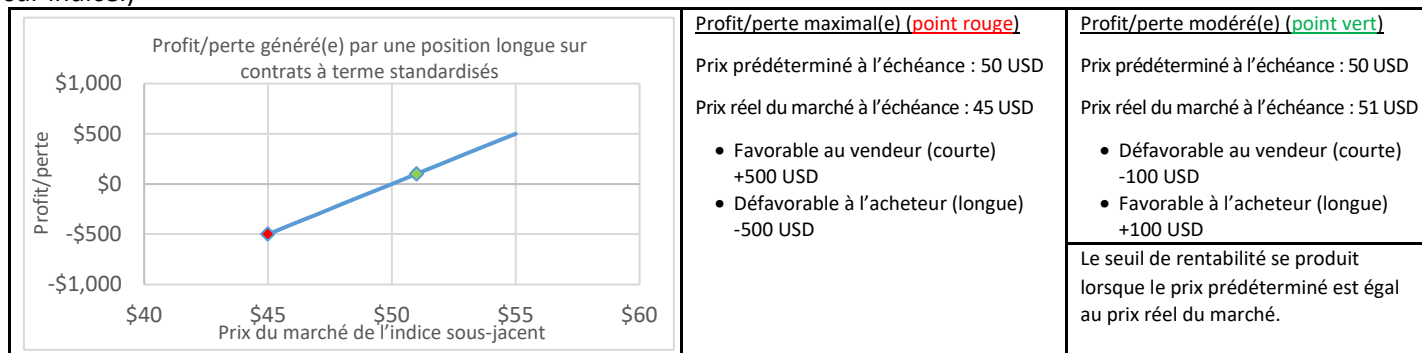 Profit/perte généré(e) par une position longue sur
contrats à terme standardisés
$1,000
$500
$0
-$500
-$1,000
Profit/perte
$40
$45
$50
$55
$60
Prix du marché de l'indice sous-jacent
Profit/perte maximal(e) (point rouge)
Prix prédéterminé à l'échéance : 50 USD
Prix réel du marché à l'échéance : 45 USD
• Favorable au vendeur (courte)
+500 USD
• Défavorable à l'acheteur (longue)
-500 USD
Profit/perte modéré(e) (point vert)
Prix prédéterminé à l'échéance : 50 USD
Prix réel du marché à l'échéance : 51 USD
• Défavorable au vendeur (courte)
-100 USD
• Favorable à l'acheteur (longue)
+100 USD
Le seuil de rentabilité se produit
lorsque le prix prédéterminé est égal
au prix réel du marché.